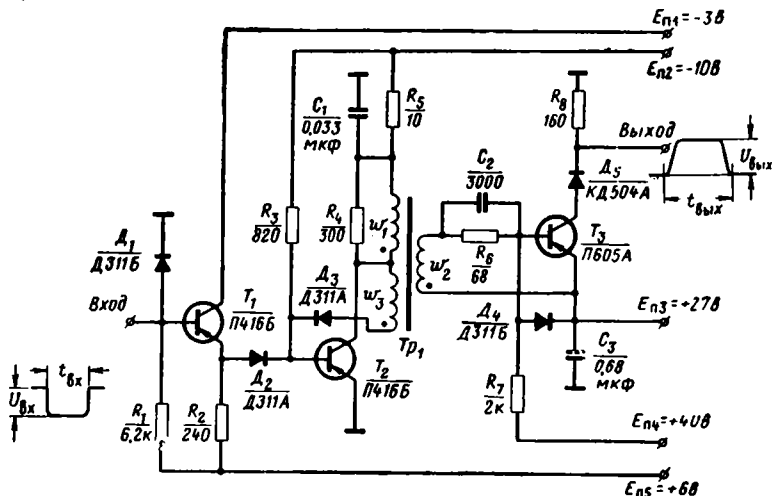 Eп1=-3В
Eп2=-10В
C1
0,033
мкф
R5
10
R8
160
Выход
Uвых
tвых
Д5
КД504А
C2
3000
R3
820
R4
300
w1
w2
w3
R6
68
T3
П605А
Д1
Д311Б
Д3
Д311А
Вход
T1
П416Б
Д4
Д311Б
Eп3=+27В
Тр1
C3
0,68
мкф
tвх
Uвх
Д2
Д311А
T2
П416Б
R1
6,2к
R2
240
R7
2к
Eп4=+40В
Eп5=+6В